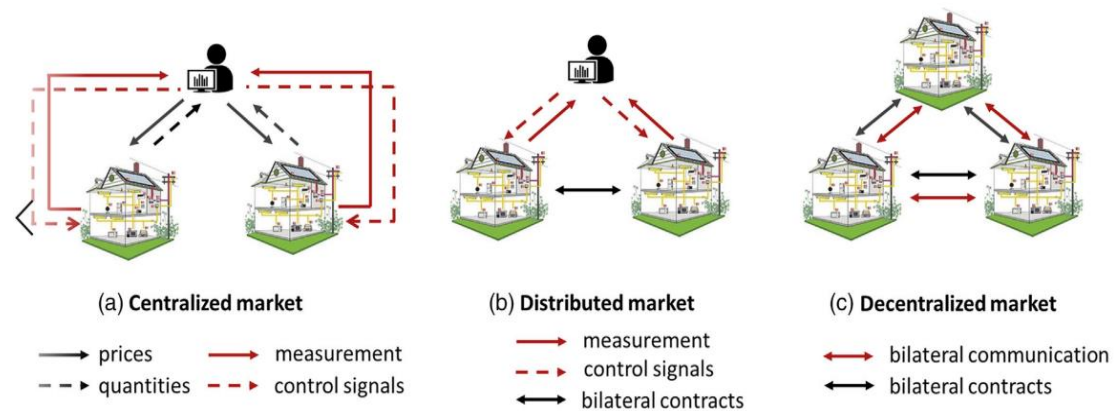 (a) Centralized market
prices
measurement
quantities
control signals
(b) Distributed market
measurement
control signals
bilateral contracts
(c) Decentralized market
bilateral communication
bilateral contracts